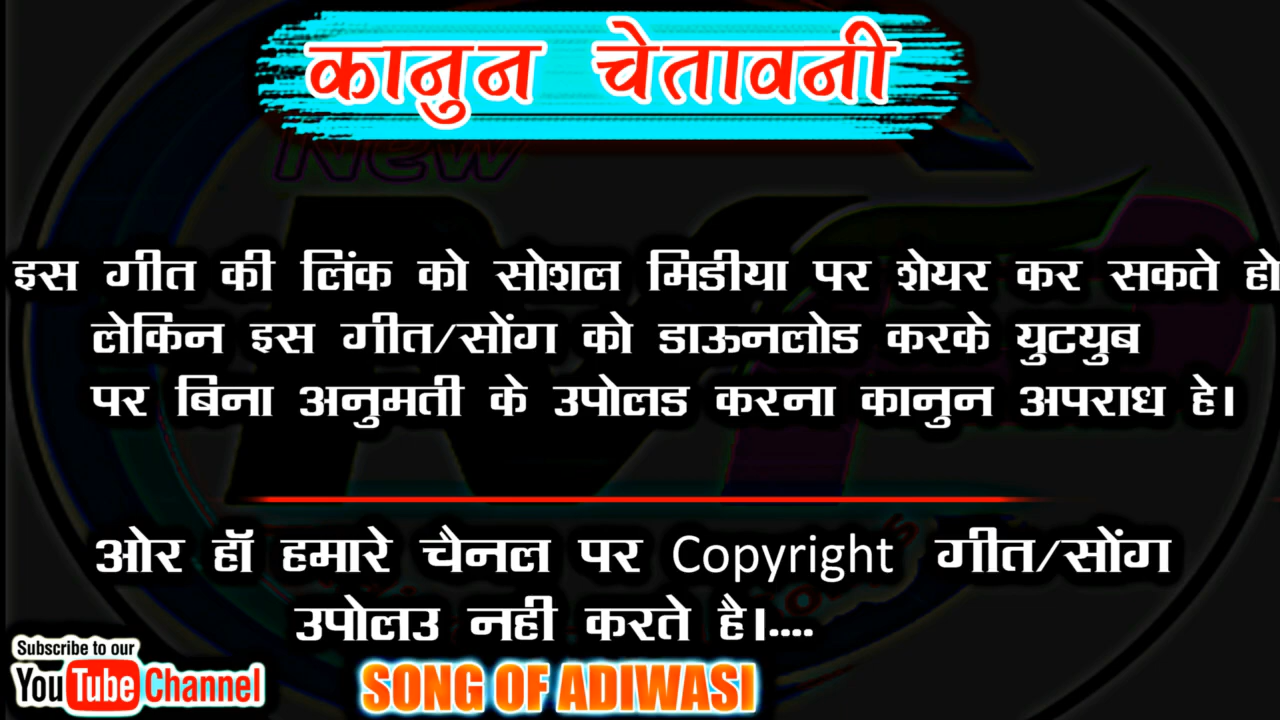 कानुन चेतावनी
New
इस गीत की लिंक को सोशल मिडीया पर शेयर कर सकते हो
लेकिन इस गीत/सोंग को डाऊनलोड करके युटयुब
पर बिना अनुमती के उपोलड करना कानुन अपराध हे।
ओर हॉ हमारे चैनल पर Copyright गीत/सोंग
उपोलउ नही करते है।....
Subscribe to our
YouTube Channel
SONG OF ADIWASI